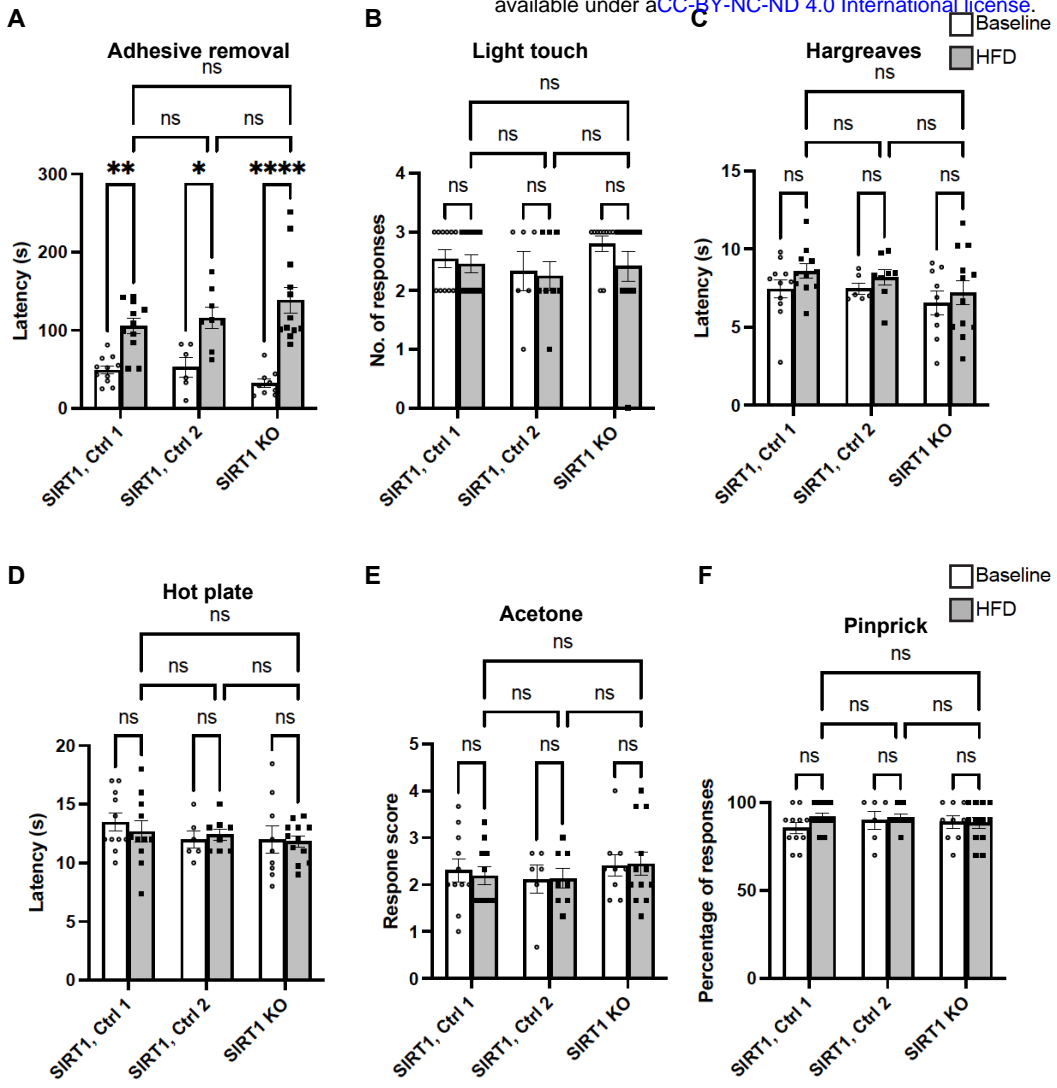 available under aCC-BY-NC-ND 4.0 International license.
A
Adhesive removal
ns
ns
ns
**
*
****
Latency (s)
300
200
100
0
SIRT1, Ctrl 1
SIRT1, Ctrl 2
SIRT1 KO
B
Light touch
ns
ns
ns
ns
ns
ns
No. of responses
4
3
2
1
0
SIRT1, Ctrl 1
SIRT1, Ctrl 2
SIRT1 KO
C
Baseline
HFD
Hargreaves
ns
ns
ns
ns
ns
ns
Latency (s)
15
10
5
0
SIRT1, Ctrl 1
SIRT1, Ctrl 2
SIRT1 KO
D
Hot plate
ns
ns
ns
ns
ns
ns
Latency (s)
20
15
10
5
0
SIRT1, Ctrl 1
SIRT1, Ctrl 2
SIRT1 KO
E
Acetone
ns
ns
ns
ns
ns
ns
Respone score
5
4
3
2
1
0
SIRT1, Ctrl 1
SIRT1, Ctrl 2
SIRT1 KO
F
Baseline
HFD
Pinprick
ns
ns
ns
ns
ns
ns
Percentage of responses
100
50
0
SIRT1, Ctrl 1
SIRT1, Ctrl 2
SIRT1 KO